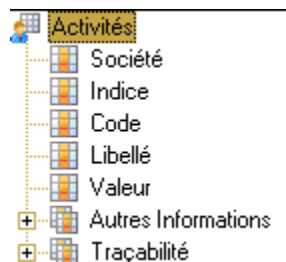 Activités
Société
Indice
Code
Libellé
Valeur
Autres Informations
Traçabilité